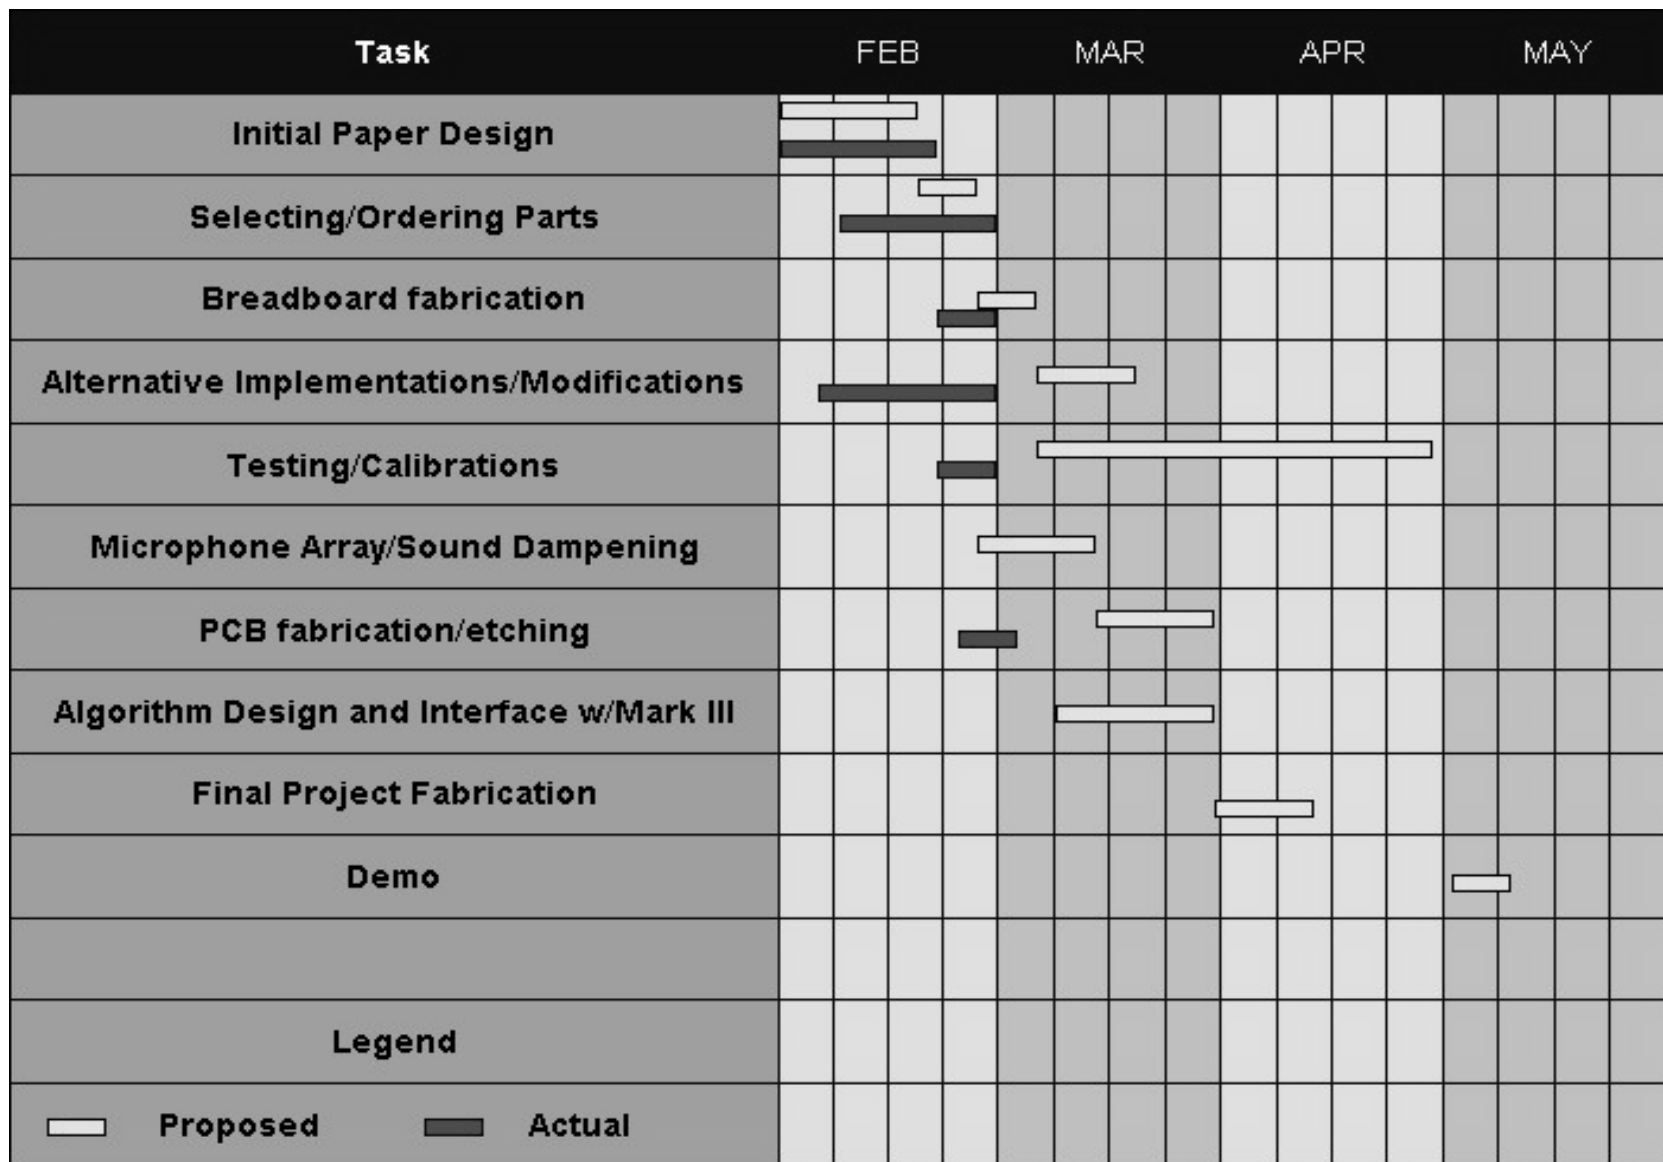 Task FEB MAR APR MAY
Initial Paper Design
Selecting/Ordering Parts
Breadboard fabrication
Alternative Implementations/Modifications
Testing/Calibrations
Microphone Array/Sound Dampening
PCB fabrication/etching
Algorithm Design and Interface w/Mark III
Final Project Fabrication
Demo
Legend
Proposed Actual